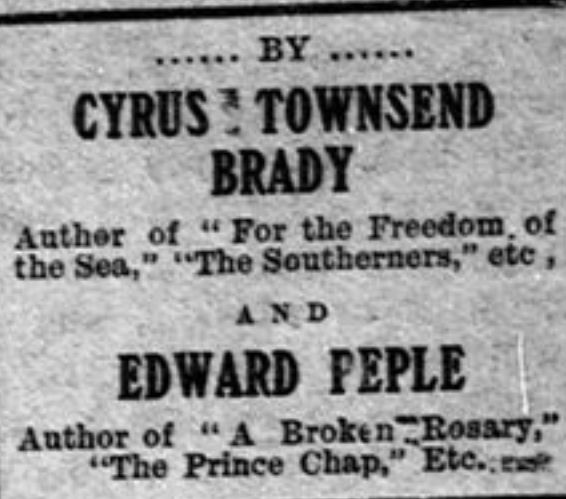 ...... BY ......
CYRUS TOWNSEND
BRADY
Auther of " For the Freedom of
the Sea," "The Southerners," etc ,
AND
EDWARD PEPLE
Author of " A Broken Rosary,"
"The Prince Chap," Etc.